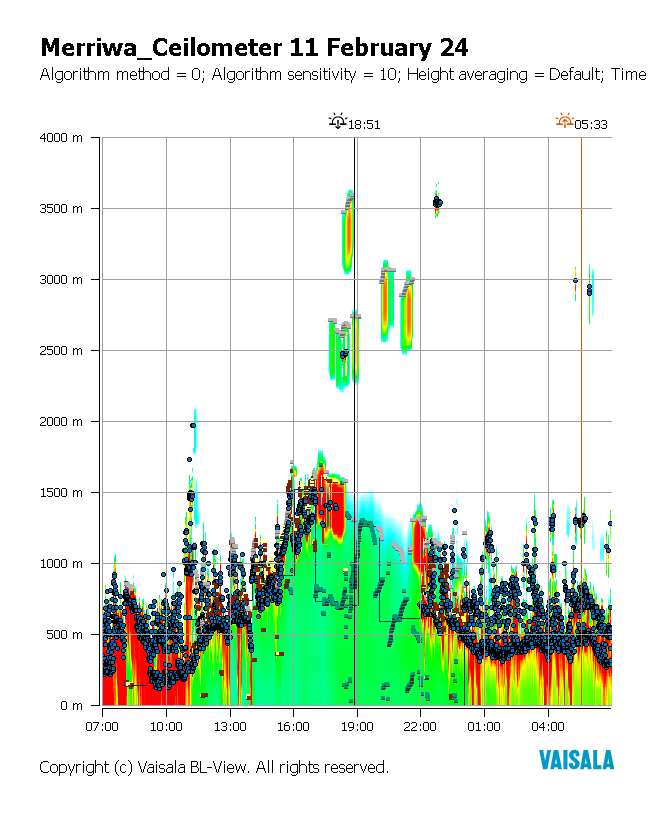 Merriwa_Ceilometer 11 February 24
Algorithm method = 0; Algorithm sensitivity = 10; Height averaging = Default; Time
18:51
05:33
4000 m
3500 m
3000 m
2500 m
2000 m
1500 m
1000 m
500 m
0 m
07:00 10:00 13:00 16:00 19:00 22:00 01:00 04:00
Copyright (c) Vaisala BL-View. All rights reserved.
VAISALA